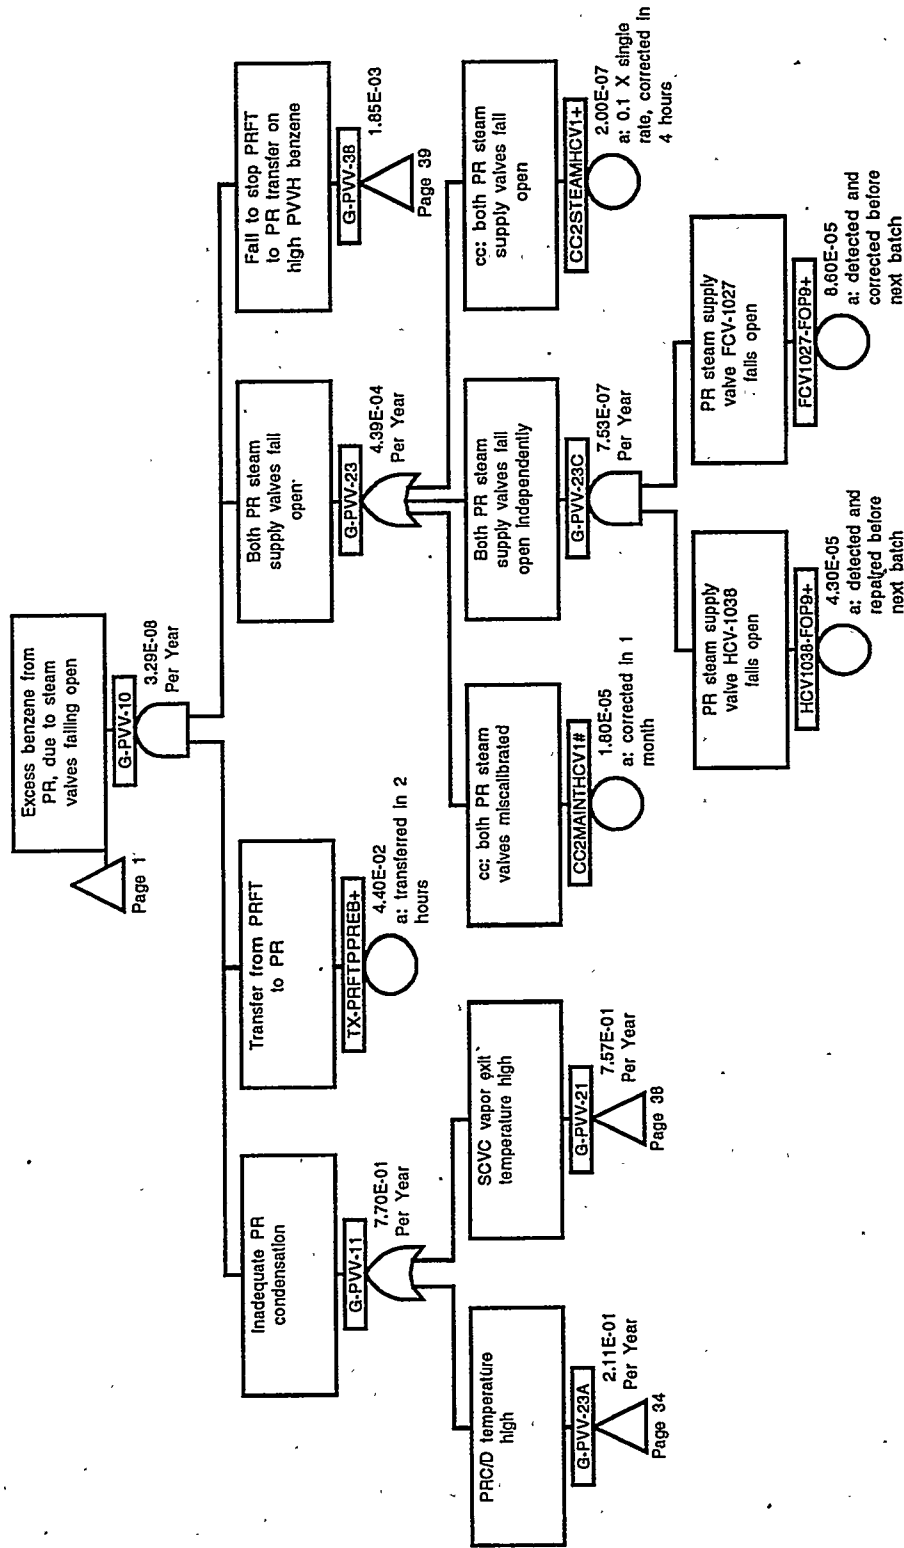 Excess benzene from
PR, due to steam
valves failing open
G-PVV-10
3.29E-08
Per Year
Page 1
Inadequate PR
condensation
G-PVV-11
7.70E-01
Per Year
Transfer from PRFT
to PR
TX-PRFTPPREB+
4.40E-02
a: transferred in 2
hours
Both PR steam
supply valves fail
open
G-PVV-23
4.39E-04
Per Year
Fail to stop PRFT
to PR transfer on
high PVVH benzene
G-PVV-38
1.85E-03
Page 39
PRC/D temperature
high
G-PVV-23A
2.11E-01
Per Year
Page 34
SCVC vapor exit
temperature high
G-PVV-21
7.57E-01
Per Year
Page 38
cc: both PR steam
valves miscalibrated
CC2MAINTHCV1#
1.80E-05
a: corrected in 1
month
Both PR steam
supply valves fail
open independently
G-PVV-23C
7.53E-07
Per Year
cc: both PR steam
supply valves fail
open
CC2STEAMHCV1+
2.00E-07
a: 0.1 X single
rate, corrected in
4 hours
PR steam supply
valve HCV-1038
fails open
HCV1038-FOP9+
4.30E-05
a: detected and
repaired before
next batch
PR steam supply
valve FCV-1027
fails open
FCV1027-FOP9+
8.60E-05
a: detected and
corrected before
next batch